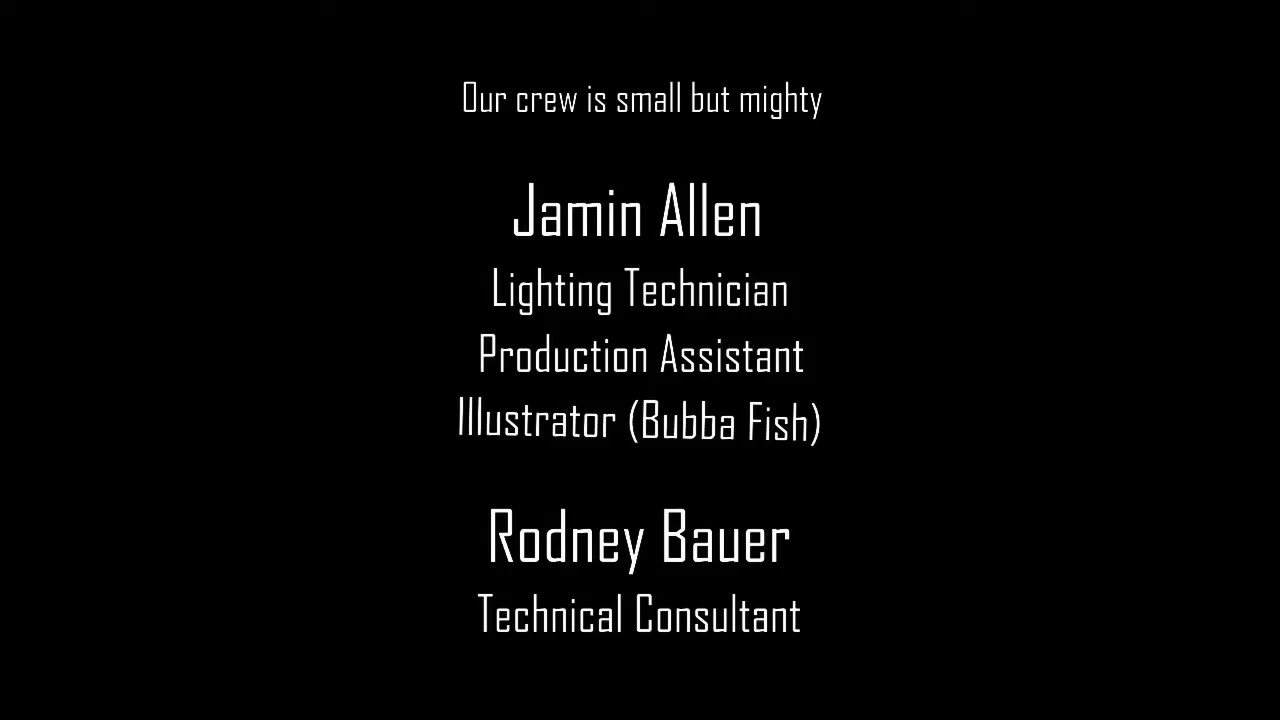 Our crew is small but mighty
Jamin Allen
Lighting Technician
Production Assistant
Illustrator (Bubba Fish)
Rodney Bauer
Technical Consultant